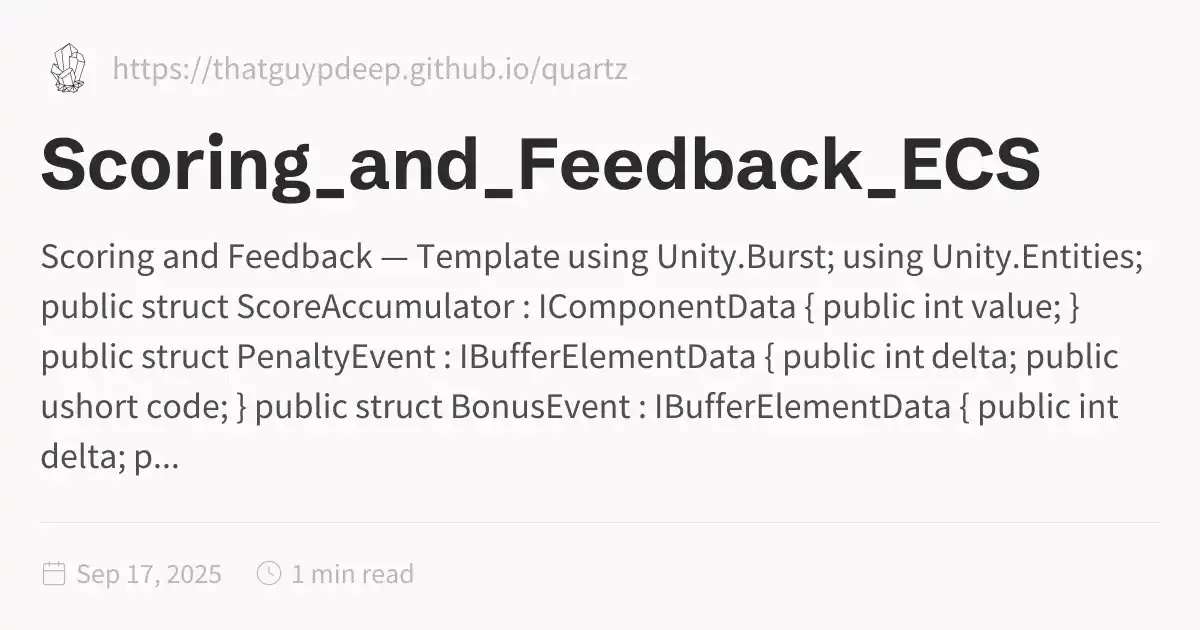 https://thatguypdeep.github.io/quartz
Scoring_and_Feedback_ECS
Scoring and Feedback — Template using Unity.Burst; using Unity.Entities;
public struct ScoreAccumulator : IComponentData { public int value; }
public struct PenaltyEvent : IBufferElementData { public int delta; public
ushort code; } public struct BonusEvent : IBufferElementData { public int
delta; p...
Sep 17, 2025 1 min read